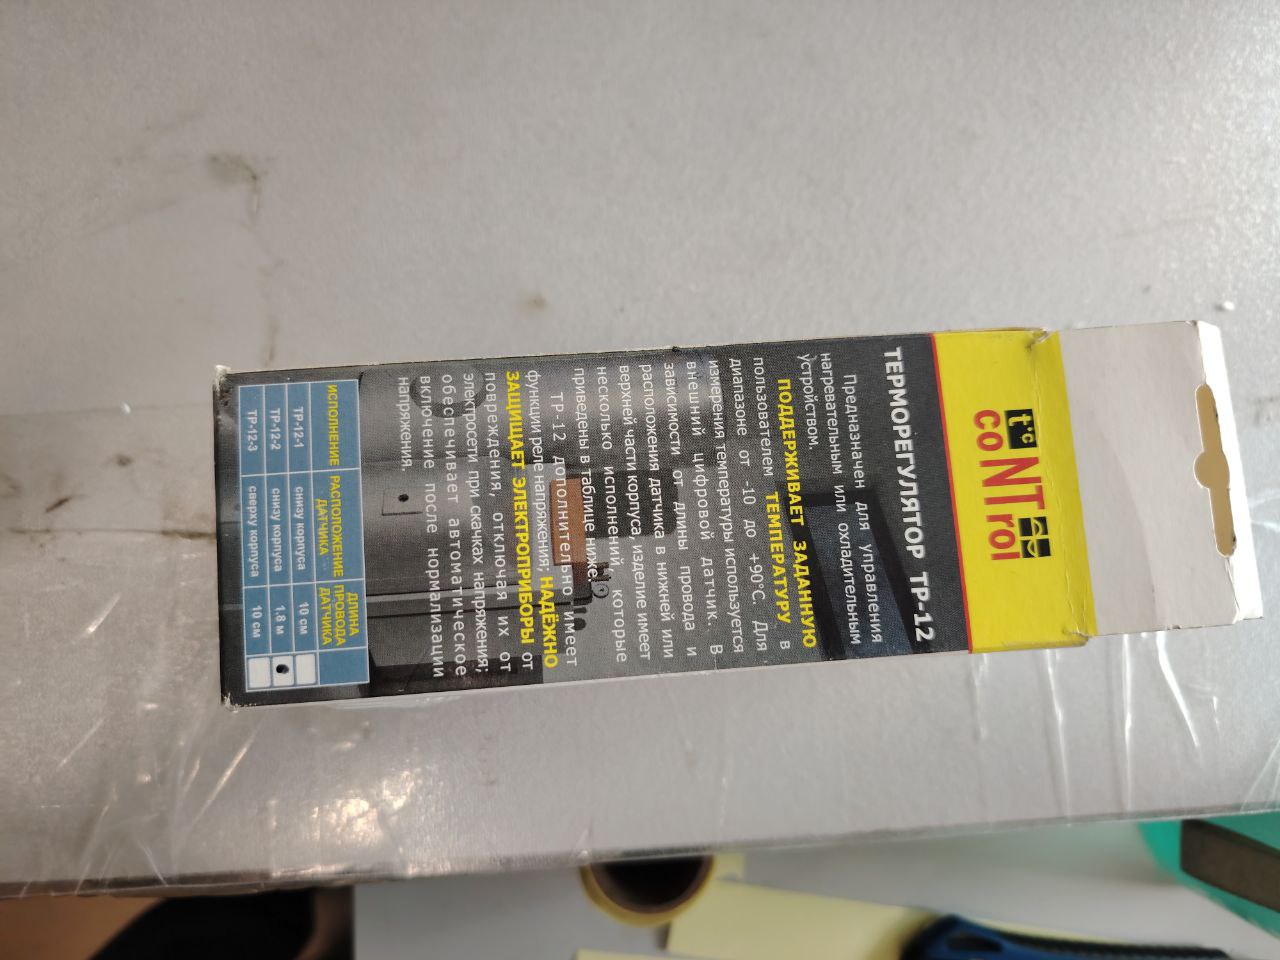 t°c
coNTrol
ТЕРМОРЕГУЛЯТОР ТР-12
Предназначен для управления
нагревательным или охладительным
устройством.
ПОДДЕРЖИВАЕТ ЗАДАННУЮ
пользователем ТЕМПЕРАТУРУ в
диапазоне от -10 до +90°С. Для
измерения температуры используется
внешний цифровой датчик. В
зависимости от длины провода и
расположения датчика в нижней или
верхней части корпуса, изделие имеет
несколько исполнений, которые
приведены в таблице ниже.
ТР-12 дополнительно имеет
функции реле напряжения, НАДЁЖНО
ЗАЩИЩАЕТ ЭЛЕКТРОПРИБОРЫ от
повреждения, отключая их от
электросети при скачках напряжения;
обеспечивает автоматическое
включение после нормализации
напряжения.
ИСПОЛНЕНИЕ РАСПОЛОЖЕНИЕ ДАТЧИКА ДЛИНА ПРОВОДА ДАТЧИКА
ТР-12-1 снизу корпуса 10 см
ТР-12-2 снизу корпуса 1,8 м
ТР-12-3 сверху корпуса 10 см